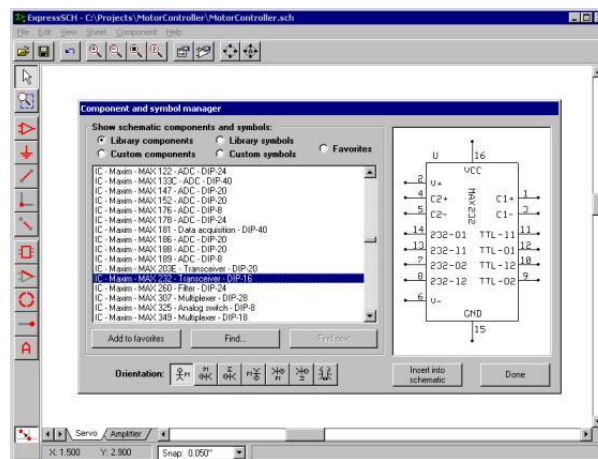 ExpressSCH - C:\Projects\MotorController\MotorController.sch
File Edit View Sheet Component Help
Component and symbol manager
Show schematic components and symbols:
Library components Library symbols Favorites
Custom components Custom symbols
IC - Maxim - MAX 122 - ADC - DIP-24
IC - Maxim - MAX 133C - ADC - DIP-40
IC - Maxim - MAX 147 - ADC - DIP-20
IC - Maxim - MAX 152 - ADC - DIP-20
IC - Maxim - MAX 176 - ADC - DIP-8
IC - Maxim - MAX 178 - ADC - DIP-24
IC - Maxim - MAX 181 - Data acquisition - DIP-40
IC - Maxim - MAX 186 - ADC - DIP-20
IC - Maxim - MAX 188 - ADC - DIP-20
IC - Maxim - MAX 189 - ADC - DIP-8
IC - Maxim - MAX 203E - Transceiver - DIP-20
IC - Maxim - MAX 232 - Transceiver - DIP-16
IC - Maxim - MAX 260 - Filter - DIP-24
IC - Maxim - MAX 307 - Multiplexer - DIP-28
IC - Maxim - MAX 325 - Analog switch - DIP-8
IC - Maxim - MAX 349 - Multiplexer - DIP-18
Add to favorites Find... Find next
Orientation:
U 16
VCC
MAX232
2 V+
4 C2+ C1+ 1
5 C2- C1- 3
14 232-O1 TTL-I1 11
13 232-I1 TTL-O1 12
7 232-O2 TTL-I2 10
8 232-I2 TTL-O2 9
6 V-
GND
15
Insert into schematic Done
Servo Amplifier
X: 1.500 Y: 2.900 Snap: 0.050"